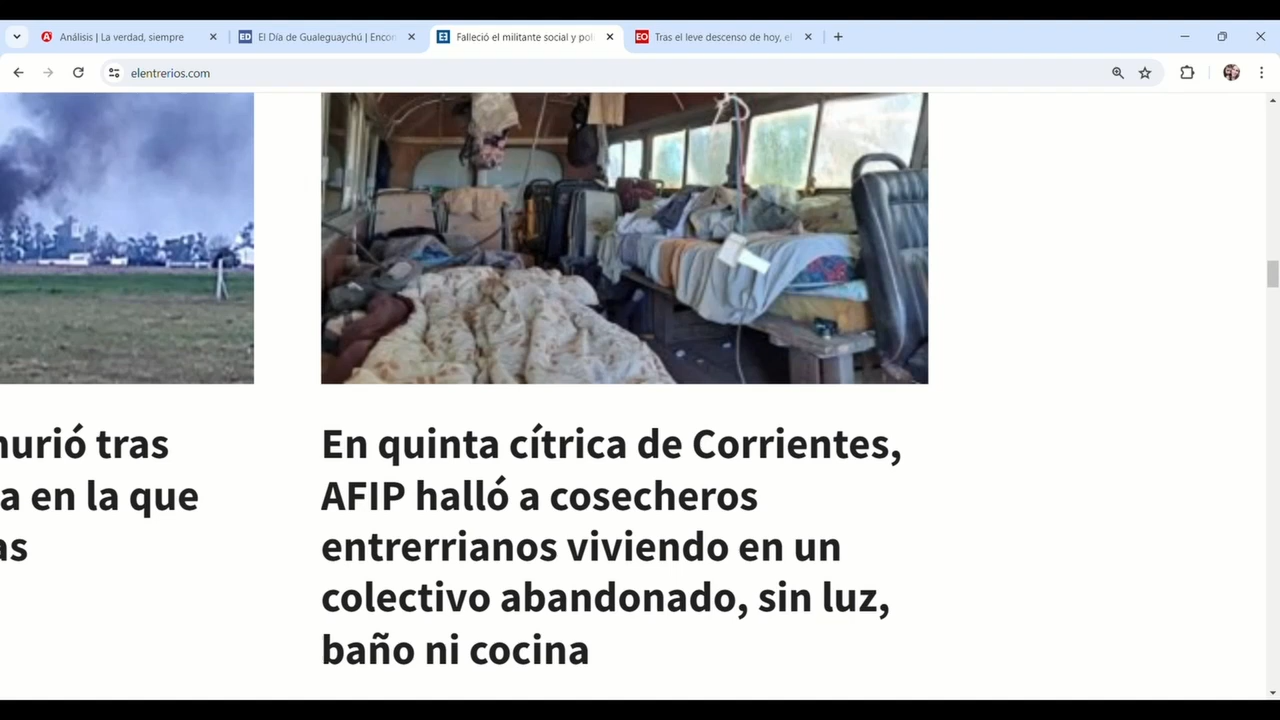 Análisis | La verdad, siempre
El Día de Gualeguaychú | Encon
Falleció el militante social y pol
EO Tras el leve descenso de hoy, el
elentrerios.com
murió tras
a en la que
as
En quinta cítrica de Corrientes,
AFIP halló a cosecheros
entrerrianos viviendo en un
colectivo abandonado, sin luz,
baño ni cocina